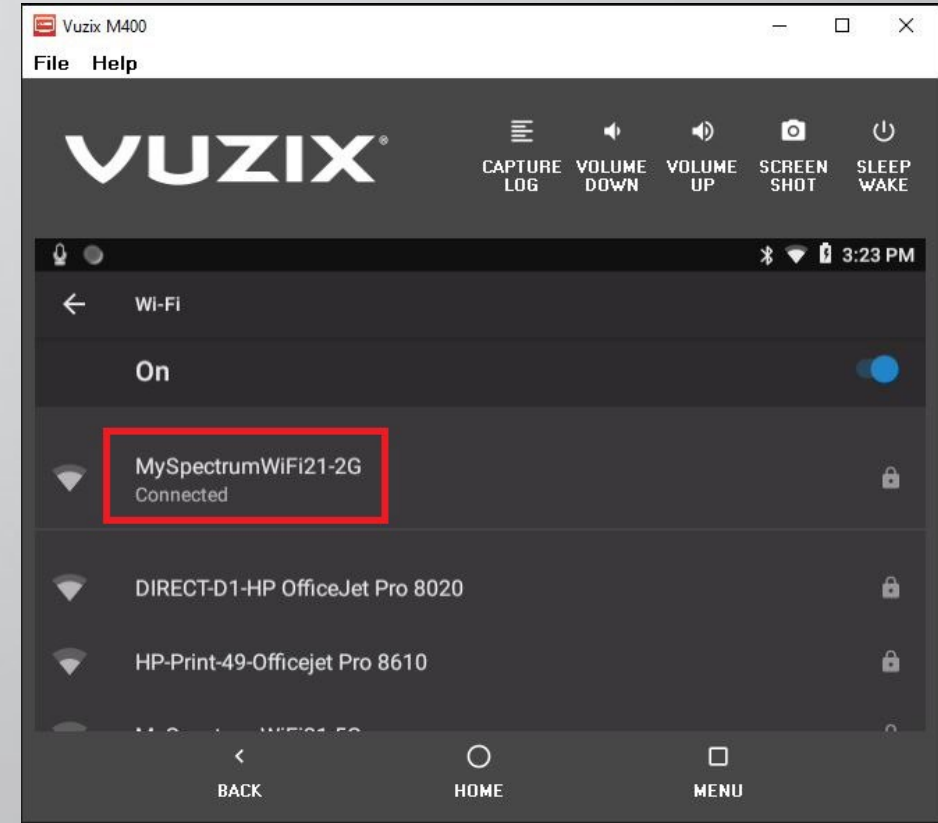 Vuzix M400
File Help
VUZIX®
CAPTURE LOG
VOLUME DOWN
VOLUME UP
SCREEN SHOT
SLEEP WAKE
3:23 PM
Wi-Fi
On
MySpectrumWiFi21-2G
Connected
DIRECT-D1-HP OfficeJet Pro 8020
HP-Print-49-Officejet Pro 8610
BACK
HOME
MENU